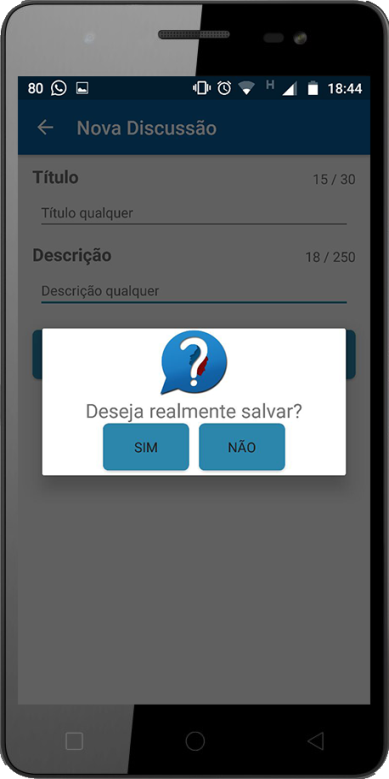 80 H 18:44
Nova Discussão
Título 15 / 30
Título qualquer
Descrição 18 / 250
Descrição qualquer
?
Deseja realmente salvar?
SIM NÃO